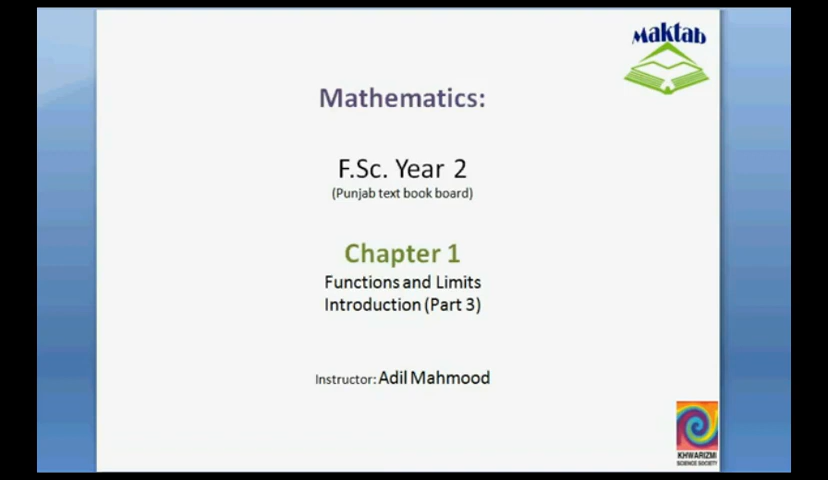 Maktab
Mathematics:
F.Sc. Year 2
(Punjab text book board)
Chapter 1
Functions and Limits
Introduction (Part 3)
Instructor: Adil Mahmood
KHWARIZMI
SCIENCE SOCIETY